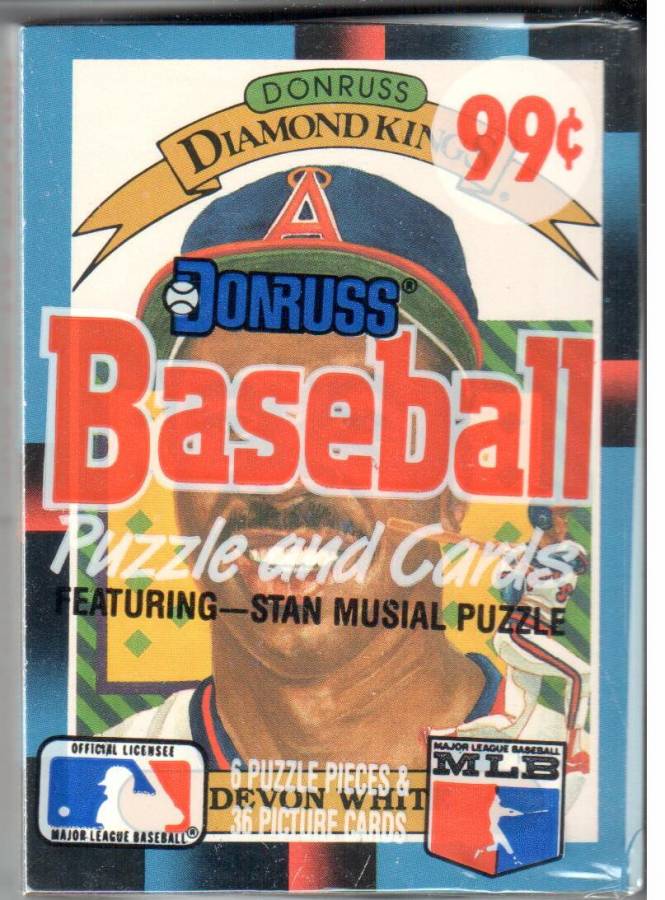 DONRUSS
DIAMOND KINGS
99¢
DONRUSS®
Baseball
Puzzle and Cards
FEATURING—STAN MUSIAL PUZZLE
OFFICIAL LICENSEE
MAJOR LEAGUE BASEBALL®
6 PUZZLE PIECES &
36 PICTURE CARDS
DEVON WHIT
MAJOR LEAGUE BASEBALL
MLB
A